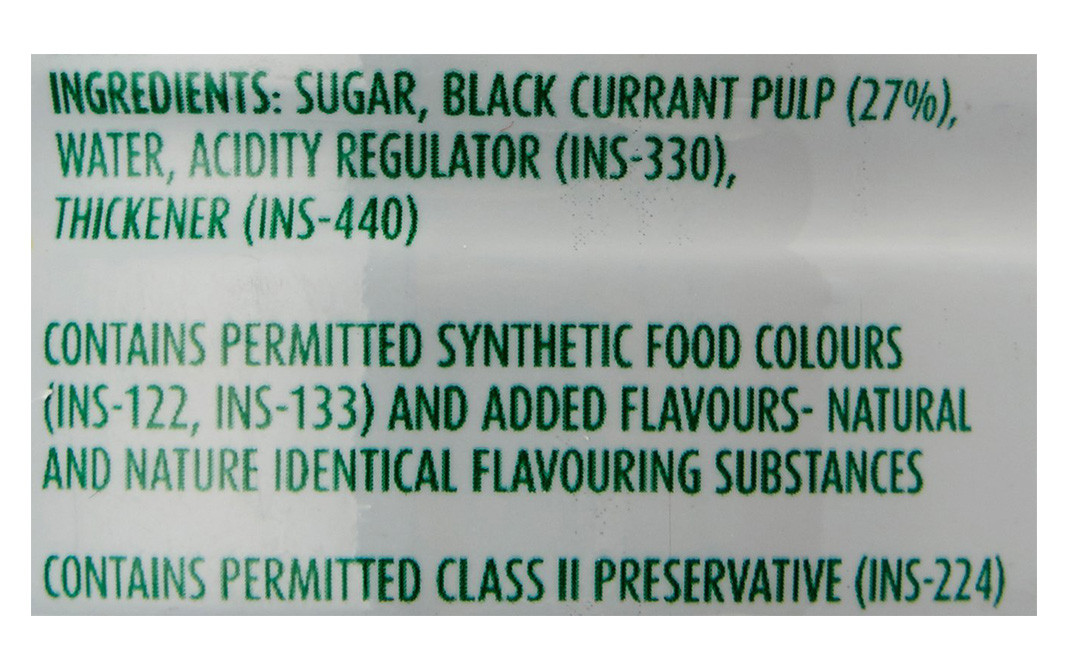 INGREDIENTS: SUGAR, BLACK CURRANT PULP (27%),
WATER, ACIDITY REGULATOR (INS-330),
THICKENER (INS-440)
CONTAINS PERMITTED SYNTHETIC FOOD COLOURS
(INS-122, INS-133) AND ADDED FLAVOURS- NATURAL
AND NATURE IDENTICAL FLAVOURING SUBSTANCES
CONTAINS PERMITTED CLASS II PRESERVATIVE (INS-224)